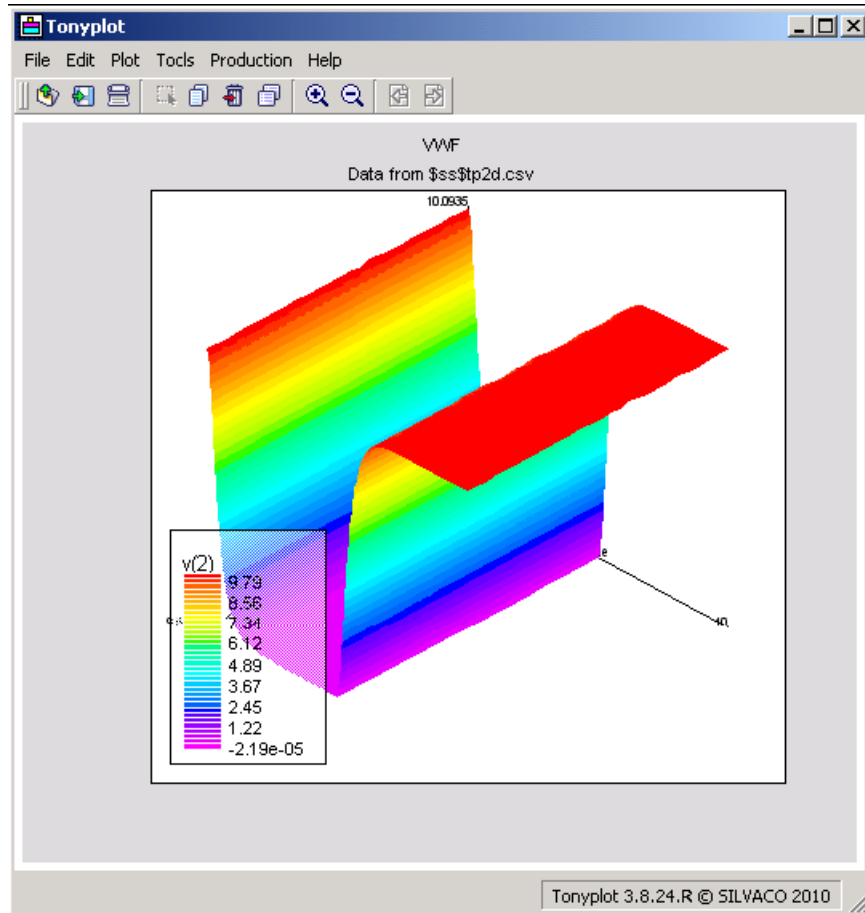 Tonyplot
File Edit Plot Tools Production Help
VWF
Data from $ss$tp2d.csv
10.0935
v(2)
9.79
8.56
7.34
6.12
4.89
3.67
2.45
1.22
-2.19e-05
e
Tonyplot 3.8.24.R © SILVACO 2010